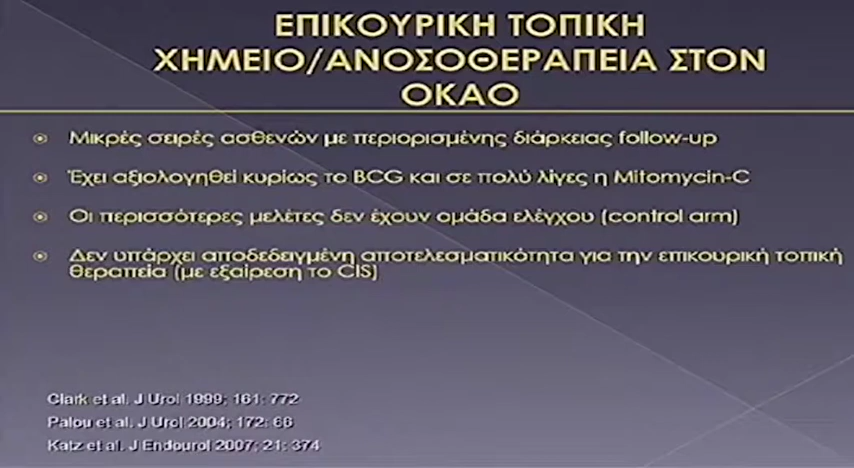 ΕΠΙΚΟΥΡΙΚΗ ΤΟΠΙΚΗ
ΧΗΜΕΙΟ/ΑΝΟΣΟΘΕΡΑΠΕΙΑ ΣΤΟΝ
ΟΚΑΟ
Μικρές σειρές ασθενών με περιορισμένης διάρκειας follow-up
Έχει αξιολογηθεί κυρίως το BCG και σε πολύ λίγες η Mitomycin-C
Οι περισσότερες μελέτες δεν έχουν ομάδα ελέγχου (control arm)
Δεν υπάρχει αποδεδειγμένη αποτελεσματικότητα για την επικουρική τοπική
θεραπεία (με εξαίρεση το CIS)
Clark et al. J Urol 1999; 161: 772
Palou et al. J Urol 2004; 172: 66
Katz et al. J Endourol 2007; 21: 374